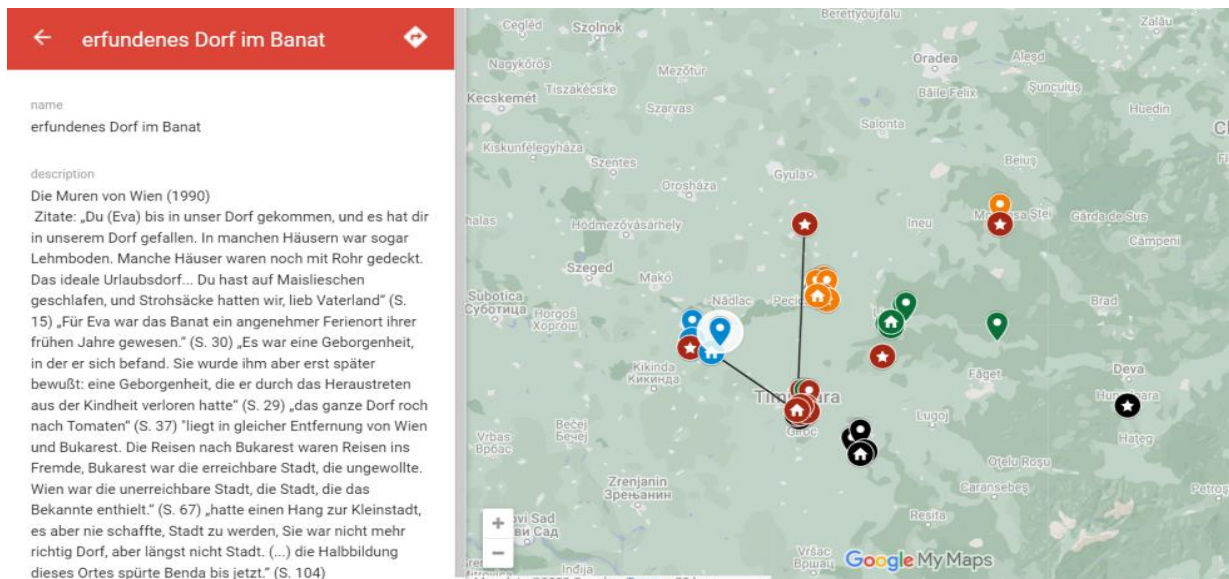 erfundenes Dorf im Banat
name
erfundenes Dorf im Banat
description
Die Muren von Wien (1990)
Zitate: „Du (Eva) bis in unser Dorf gekommen, und es hat dir
in unserem Dorf gefallen. In manchen Häusern war sogar
Lehmboden. Manche Häuser waren noch mit Rohr gedeckt.
Das ideale Urlaubsdorf... Du hast auf Maislieschen
geschlafen, und Strohsäcke hatten wir, lieb Vaterland“ (S.
15) „Für Eva war das Banat ein angenehmer Ferienort ihrer
frühen Jahre gewesen.“ (S. 30) „Es war eine Geborgenheit,
in der er sich befand. Sie wurde ihm aber erst später
bewußt: eine Geborgenheit, die er durch das Heraustreten
aus der Kindheit verloren hatte“ (S. 29) „das ganze Dorf roch
nach Tomaten“ (S. 37) "liegt in gleicher Entfernung von Wien
und Bukarest. Die Reisen nach Bukarest waren Reisen ins
Fremde, Bukarest war die erreichbare Stadt, die ungewollte.
Wien war die unerreichbare Stadt, die Stadt, die das
Bekannte enthielt.“ (S. 67) „hatte einen Hang zur Kleinstadt,
es aber nie schaffte, Stadt zu werden, Sie war nicht mehr
richtig Dorf, aber längst nicht Stadt. (...) die Halbbildung
dieses Ortes spürte Benda bis jetzt.“ (S. 104)
Berettyóújfalu
Cegléd
Szolnok
Zalău
Oradea
Aleșd
Nagykőrös
Mezőtúr
Tiszakécske
Băile Felix
Șuncuiuș
Kecskemét
Szarvas
Huedin
Salonta
Kiskunfélegyháza
Szentes
Beiuș
Gyula
Orosháza
Hódmezővásárhely
Ineu
Ștei
Gârda de Sus
Câmpeni
Szeged
Makó
Nădlac
Pecica
Brad
Subotica
Суботица
Horgoš
Хоргош
Kikinda
Кикинда
Făget
Deva
Hunedoara
Lugoj
Giroc
Hațeg
Vrbas
Врбас
Bečej
Бечеј
Oțelu Roșu
Zrenjanin
Зрењанин
Caransebeș
Reșița
Vršac
Вршац
Inđija
Google My Maps